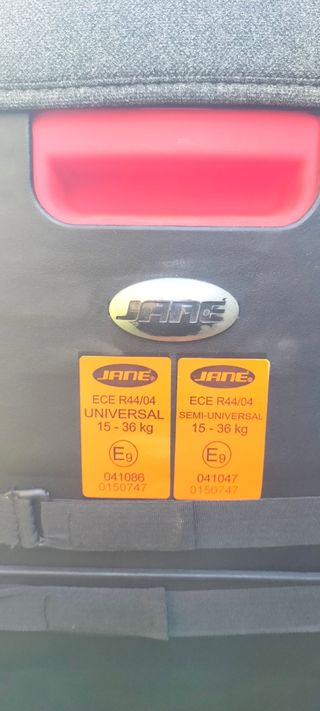 JANE
JANE®
ECE R44/04
UNIVERSAL
15 - 36 kg
E9
041086
0150747
JANE®
ECE R44/04
SEMI-UNIVERSAL
15 - 36 kg
E9
041047
0150747